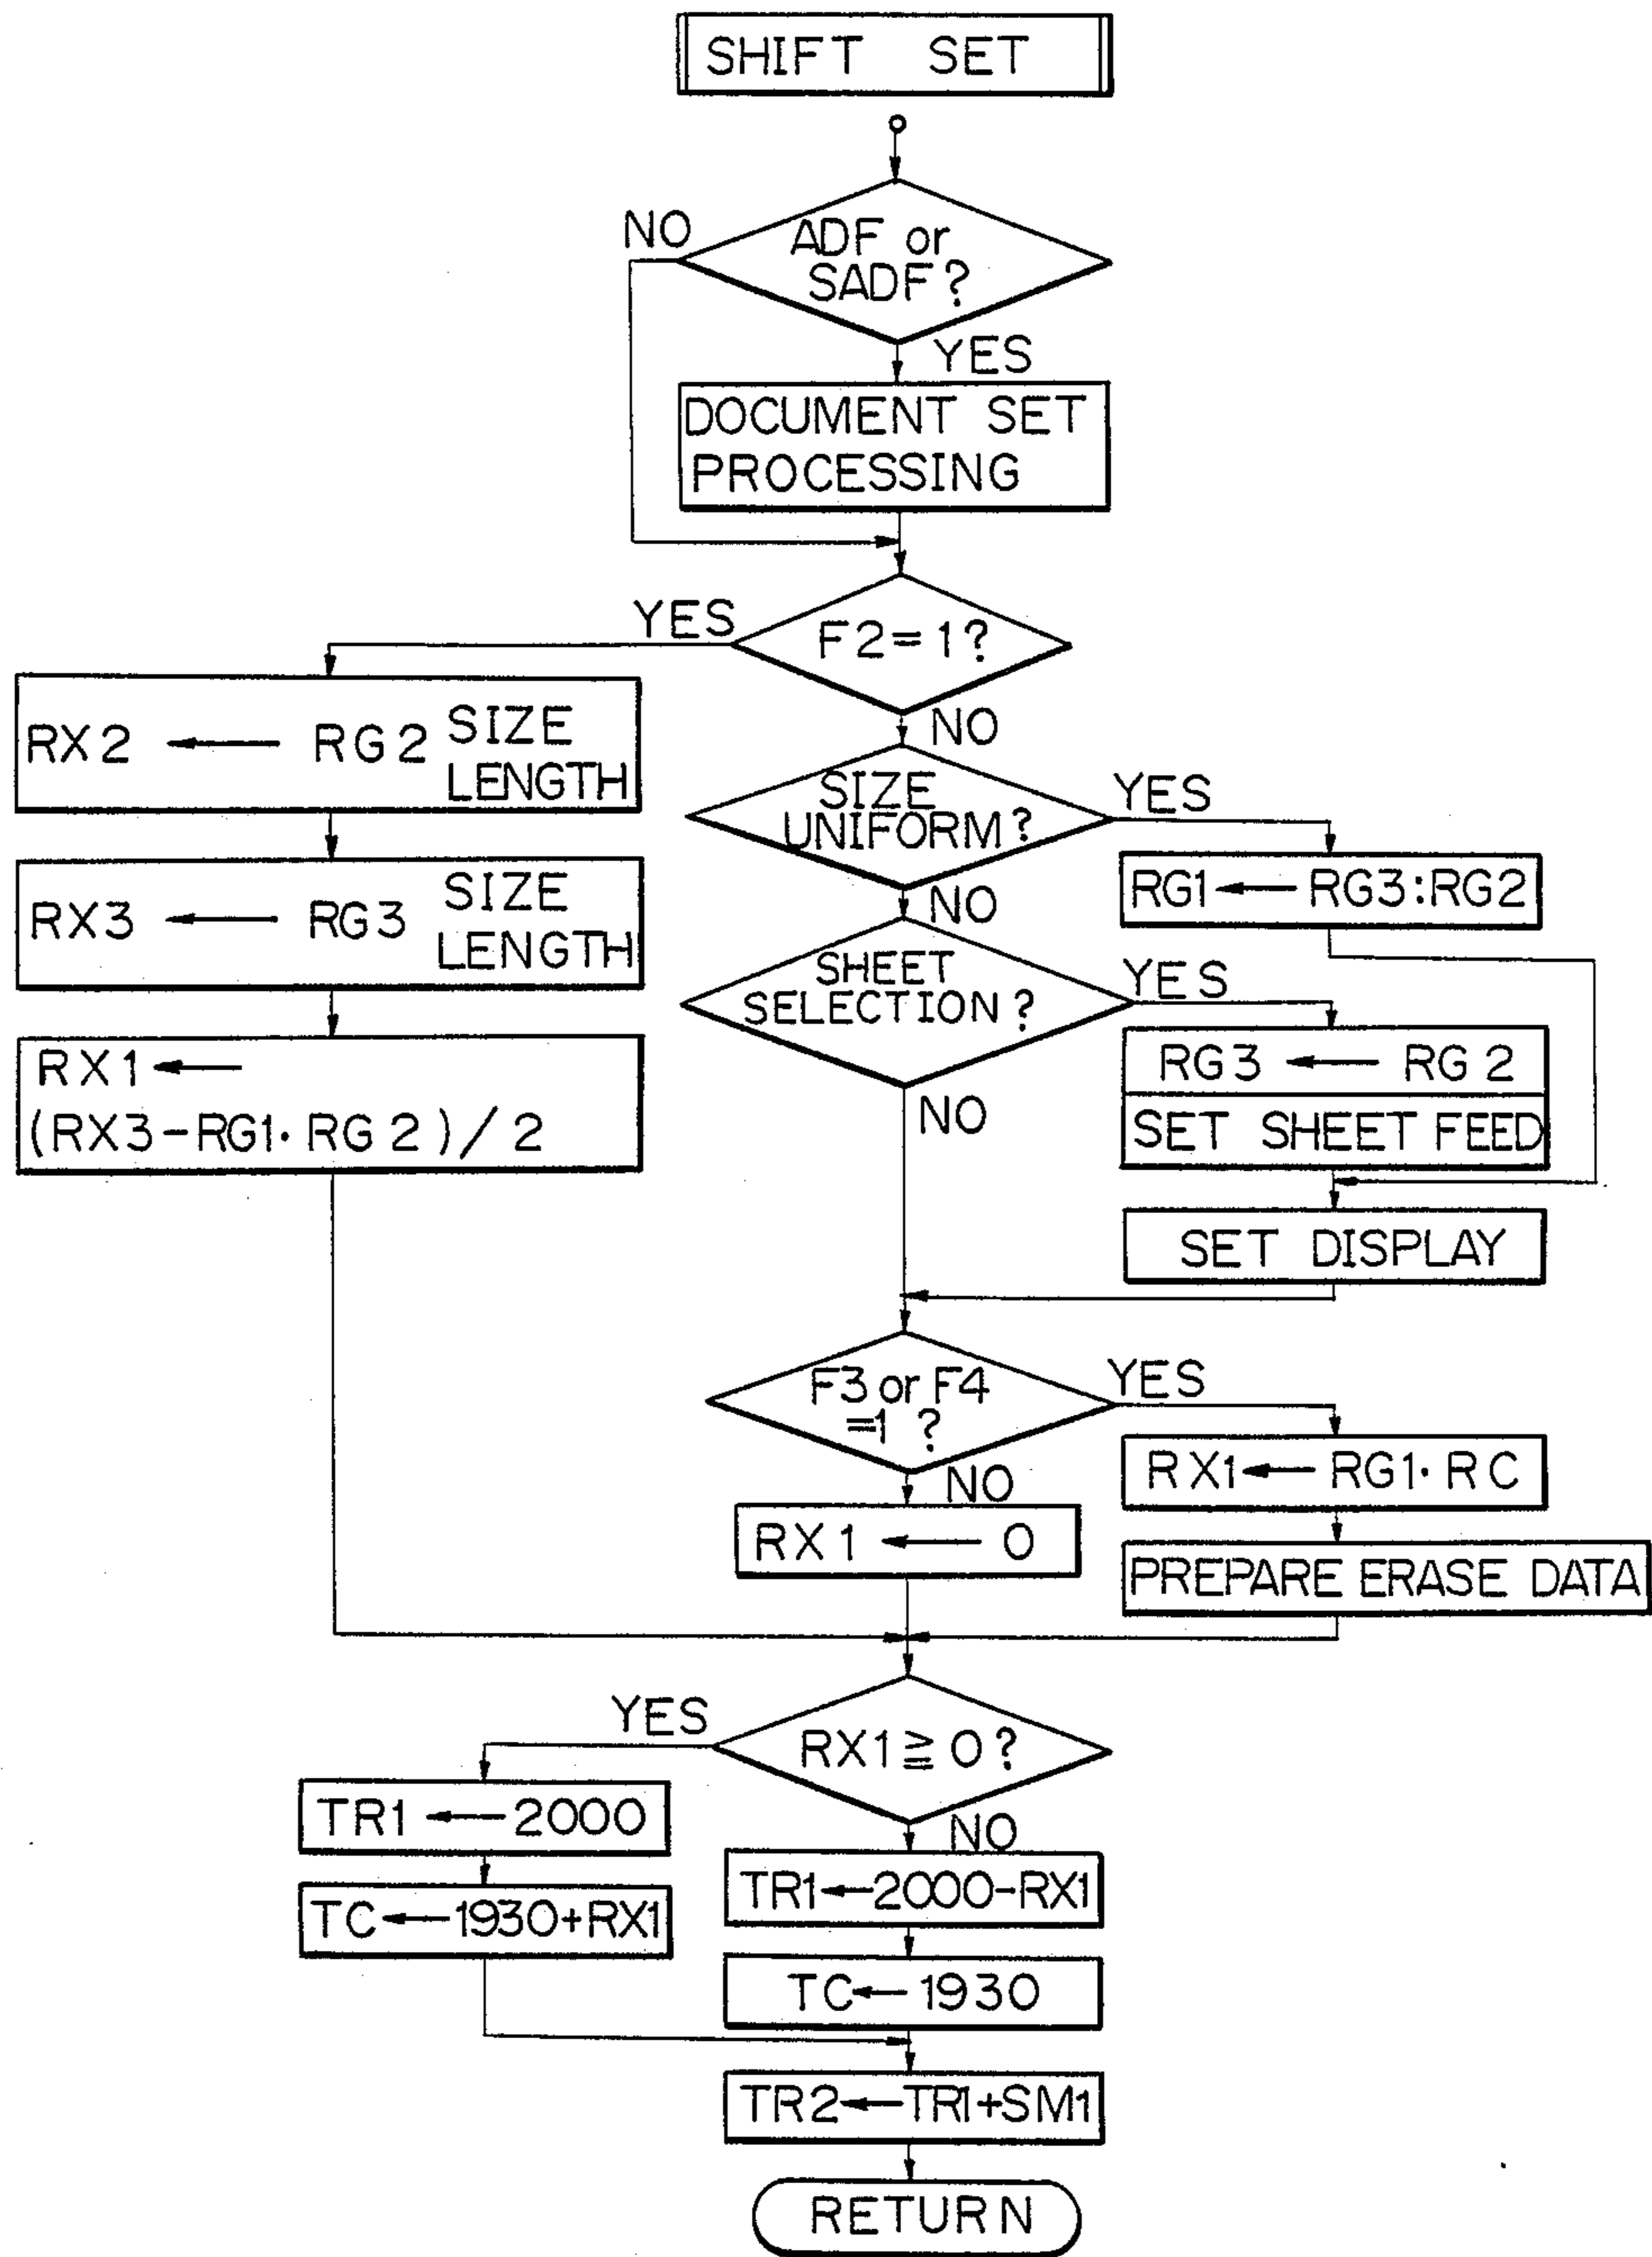 SHIFT SET
NO
ADF or
SADF?
YES
DOCUMENT SET
PROCESSING
YES
F2=1?
NO
RX2 ← RG2 SIZE
LENGTH
SIZE
UNIFORM?
YES
NO
RG1←RG3:RG2
RX3 ← RG3 SIZE
LENGTH
SHEET
SELECTION?
YES
NO
RG3 ← RG2
SET SHEET FEED
RX1←
(RX3-RG1·RG2)/2
SET DISPLAY
F3 or F4
=1 ?
YES
NO
RX1←RG1·RC
RX1 ← 0
PREPARE ERASE DATA
YES
RX1≧0?
NO
TR1 ← 2000
TC←1930+RX1
TR1←2000-RX1
TC←1930
TR2←TR1+SM1
RETURN